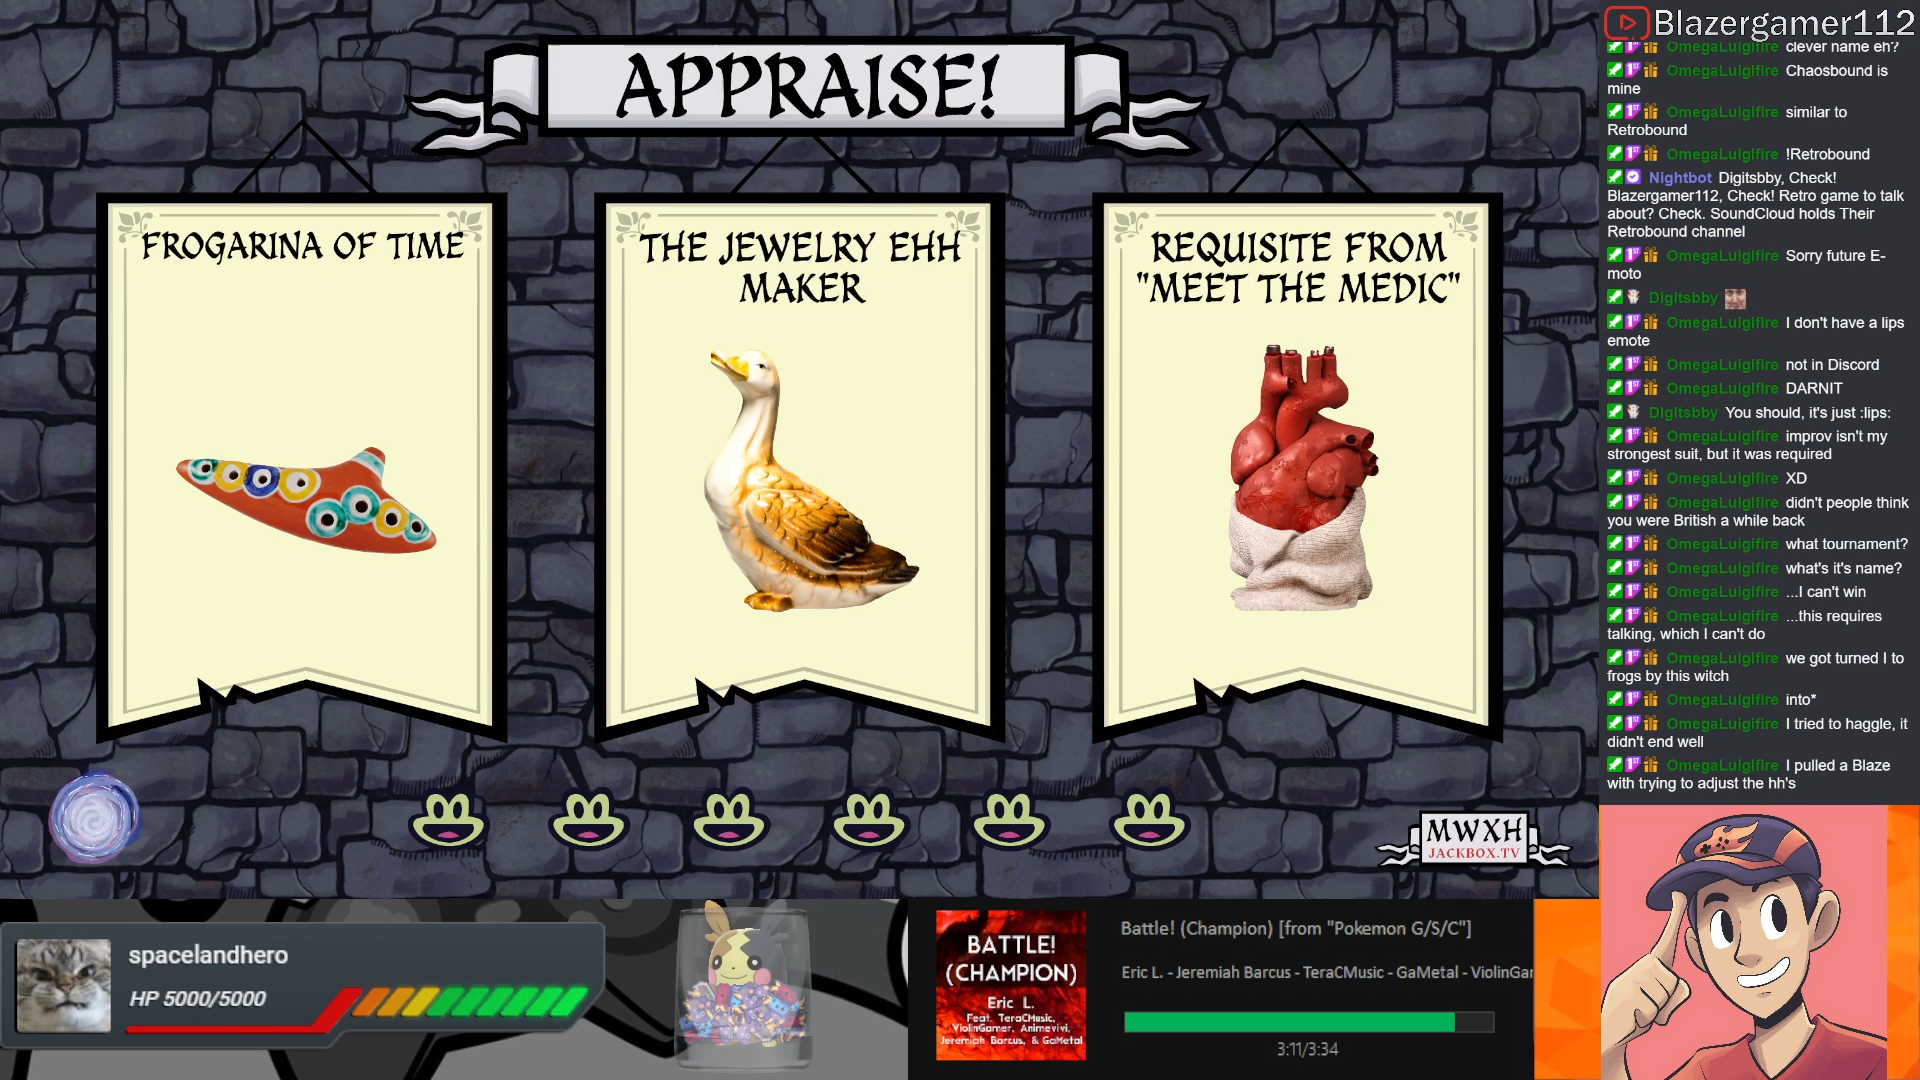 APPRAISE!
FROGARINA OF TIME
THE JEWELRY EHH
MAKER
REQUISITE FROM
"MEET THE MEDIC"
MWXH
JACKBOX.TV
Blazergamer112
OmegaLuigifire clever name eh?
OmegaLuigifire Chaosbound is
mine
OmegaLuigifire similar to
Retrobound
OmegaLuigifire !Retrobound
Nightbot Digitsbby, Check!
Blazergamer112, Check! Retro game to talk
about? Check. SoundCloud holds Their
Retrobound channel
OmegaLuigifire Sorry future E-
moto
Digitsbby
OmegaLuigifire I don't have a lips
emote
OmegaLuigifire not in Discord
OmegaLuigifire DARNIT
Digitsbby You should, it's just :lips:
OmegaLuigifire improv isn't my
strongest suit, but it was required
OmegaLuigifire XD
OmegaLuigifire didn't people think
you were British a while back
OmegaLuigifire what tournament?
OmegaLuigifire what's it's name?
OmegaLuigifire ...I can't win
OmegaLuigifire ...this requires
talking, which I can't do
OmegaLuigifire we got turned I to
frogs by this witch
OmegaLuigifire into*
OmegaLuigifire I tried to haggle, it
didn't end well
OmegaLuigifire I pulled a Blaze
with trying to adjust the hh's
spacelandhero
HP 5000/5000
BATTLE!
(CHAMPION)
Eric L.
Feat. TeraCMusic,
ViolinGamer, Animevivi,
Jeremiah Barcus, & GaMetal
Battle! (Champion) [from "Pokemon G/S/C"]
Eric L. - Jeremiah Barcus - TeraCMusic - GaMetal - ViolinGar
3:11/3:34